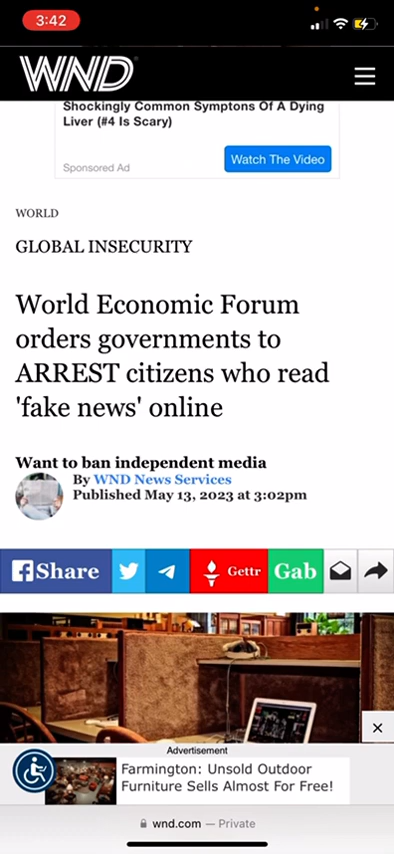 3:42
WND
Shockingly Common Symptoms Of A Dying
Liver (#4 Is Scary)
Sponsored Ad
Watch The Video
WORLD
GLOBAL INSECURITY
World Economic Forum
orders governments to
ARREST citizens who read
'fake news' online
Want to ban independent media
By WND News Services
Published May 13, 2023 at 3:02pm
Share
Gettr
Gab
Advertisement
Farmington: Unsold Outdoor
Furniture Sells Almost For Free!
wnd.com — Private